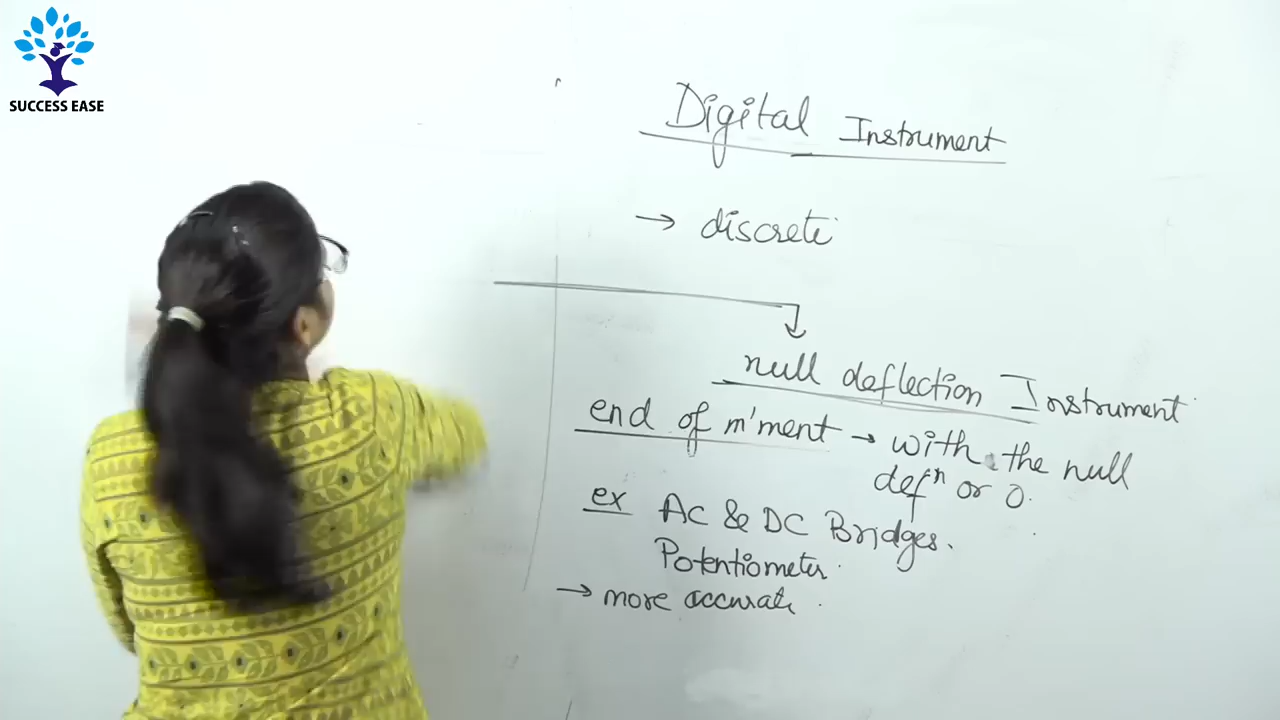 SUCCESS EASE
Digital Instrument
→ discrete
null deflection Instrument
end of m'ment → with the null
defⁿ or 0.
ex AC & DC Bridges.
Potentiometer.
→ more accurate.